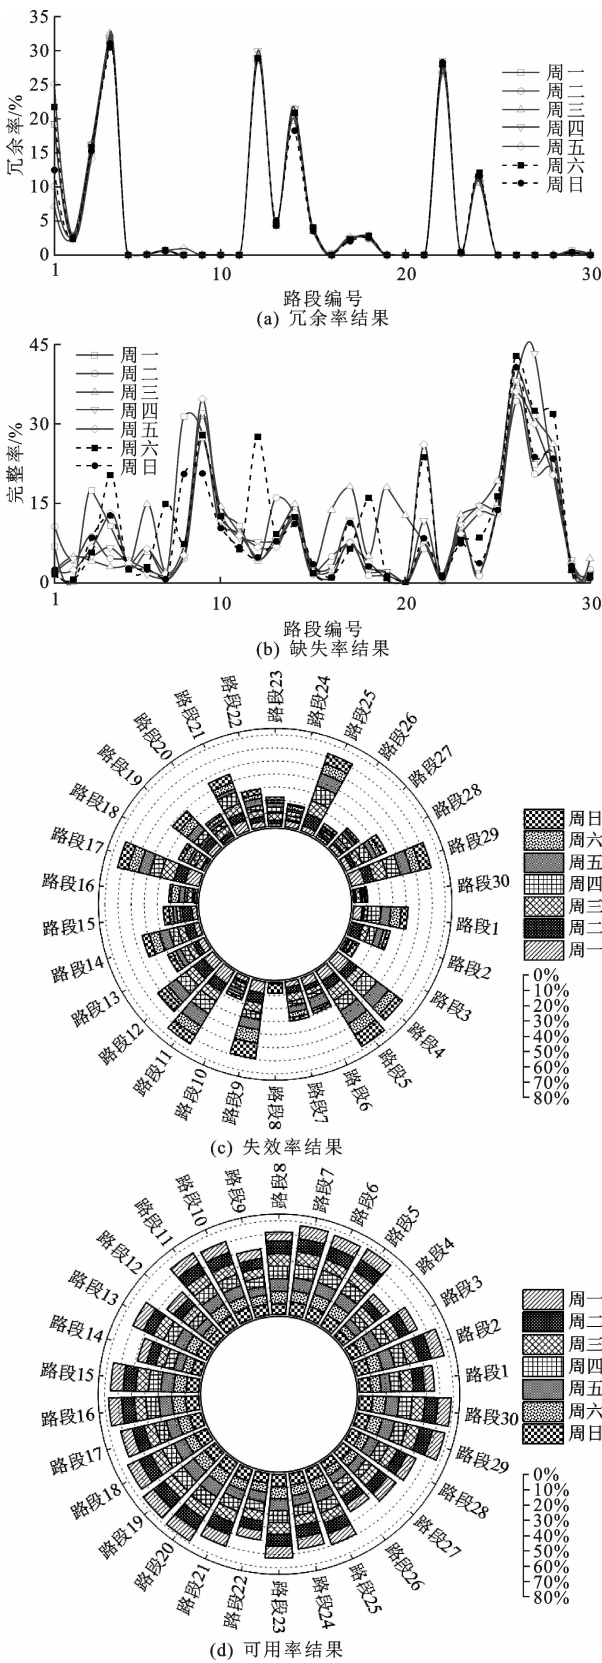 35
30
25
20
15
10
5
0
冗余率/%
周一
周二
周三
周四
周五
周六
周日
1
10
20
30
路段编号
(a) 冗余率结果
45
30
15
0
完整率/%
周一
周二
周三
周四
周五
周六
周日
1
10
20
30
路段编号
(b) 缺失率结果
路段23
路段24
路段25
路段26
路段27
路段28
路段29
路段30
路段1
路段2
路段3
路段4
路段5
路段6
路段7
路段8
路段9
路段10
路段11
路段12
路段13
路段14
路段15
路段16
路段17
路段18
路段19
路段20
路段21
路段22
周日
周六
周五
周四
周三
周二
周一
0%
10%
20%
30%
40%
50%
60%
70%
80%
(c) 失效率结果
路段8
路段7
路段6
路段5
路段4
路段3
路段2
路段1
路段30
路段29
路段28
路段27
路段26
路段25
路段24
路段23
路段22
路段21
路段20
路段19
路段18
路段17
路段16
路段15
路段14
路段13
路段12
路段11
路段10
路段9
周一
周二
周三
周四
周五
周六
周日
0%
10%
20%
30%
40%
50%
60%
70%
80%
(d) 可用率结果